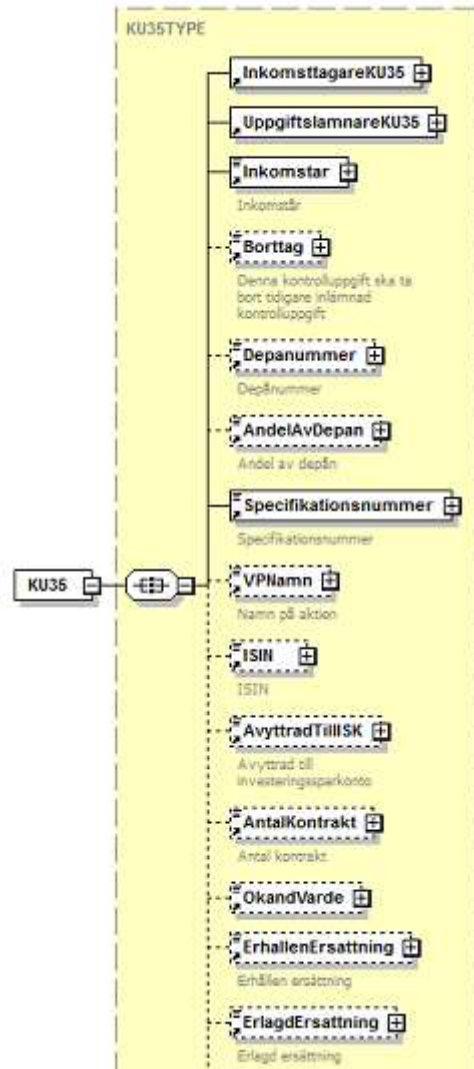 KU35TYPE
InkomsttagareKU35
UppgiftslamnareKU35
Inkomstar
Inkomstår
Borttag
Denna kontrolluppgift ska ta
bort tidigare inlämnad
kontrolluppgift
Depanummer
Depånummer
AndelAvDepan
Andel av depån
Specifikationsnummer
Specifikationsnummer
KU35
VPNamn
Namn på aktien
ISIN
ISIN
AvyttradTillISK
Avyttrad till
investeringssparkonto
AntalKontrakt
Antal kontrakt
OkandVarde
ErhallenErsattning
Erhållen ersättning
ErlagdErsattning
Erlagd ersättning